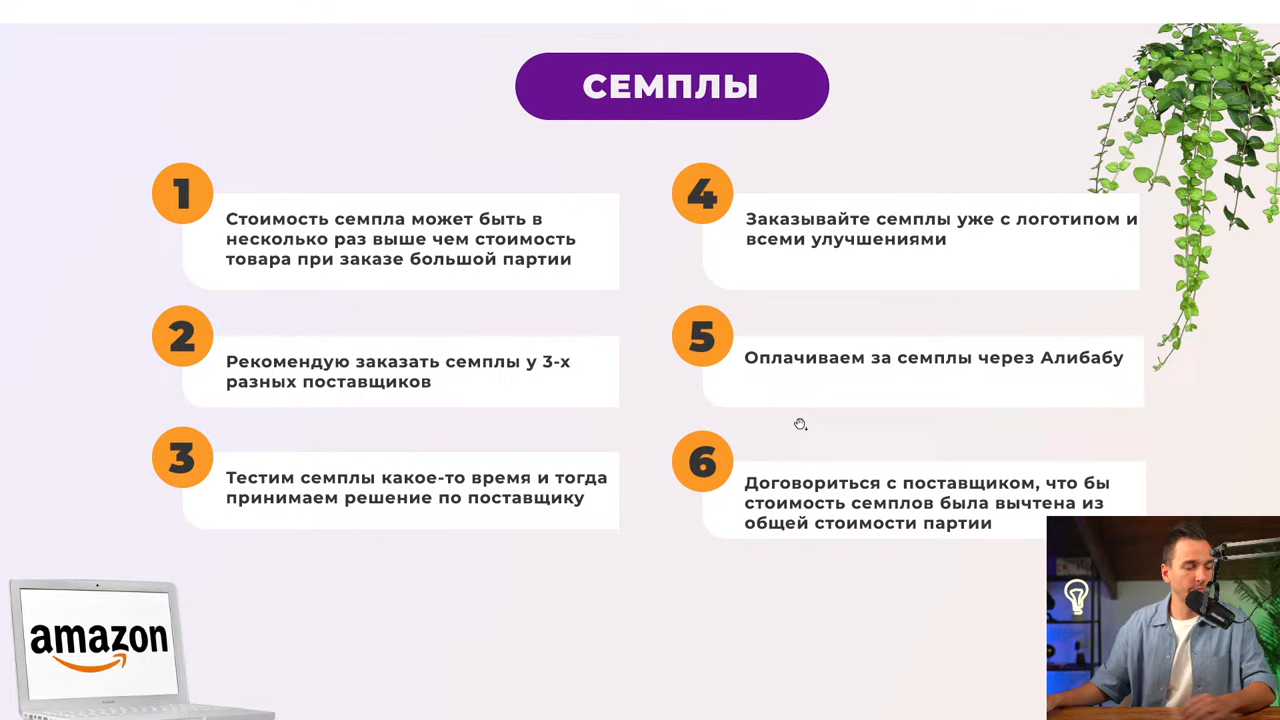 СЕМПЛЫ
1
Стоимость семпла может быть в
несколько раз выше чем стоимость
товара при заказе большой партии
2
Рекомендую заказать семплы у 3-х
разных поставщиков
3
Тестим семплы какое-то время и тогда
принимаем решение по поставщику
4
Заказывайте семплы уже с логотипом и
всеми улучшениями
5
Оплачиваем за семплы через Алибабу
6
Договориться с поставщиком, что бы
стоимость семплов была вычтена из
общей стоимости партии
amazon